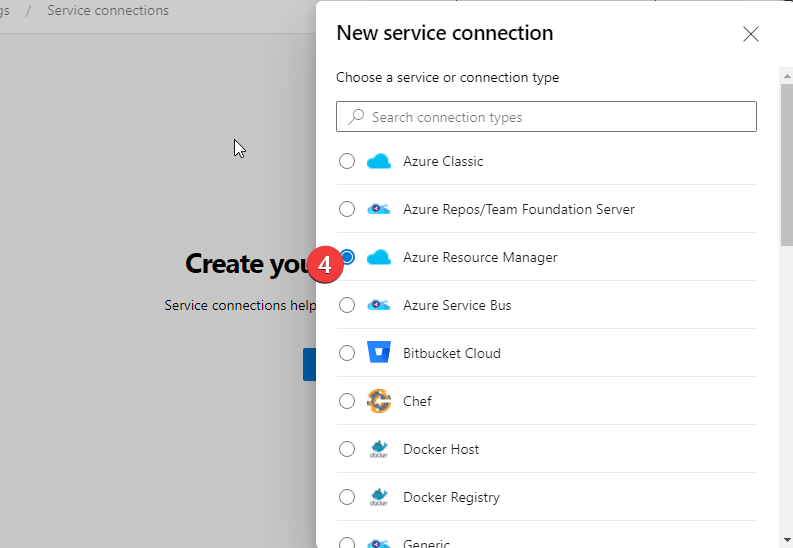 gs / Service connections
New service connection
Choose a service or connection type
Search connection types
Azure Classic
Azure Repos/Team Foundation Server
Create you
4
Azure Resource Manager
Service connections help
Azure Service Bus
Bitbucket Cloud
Chef
docker
Docker Host
docker
Docker Registry
Generic